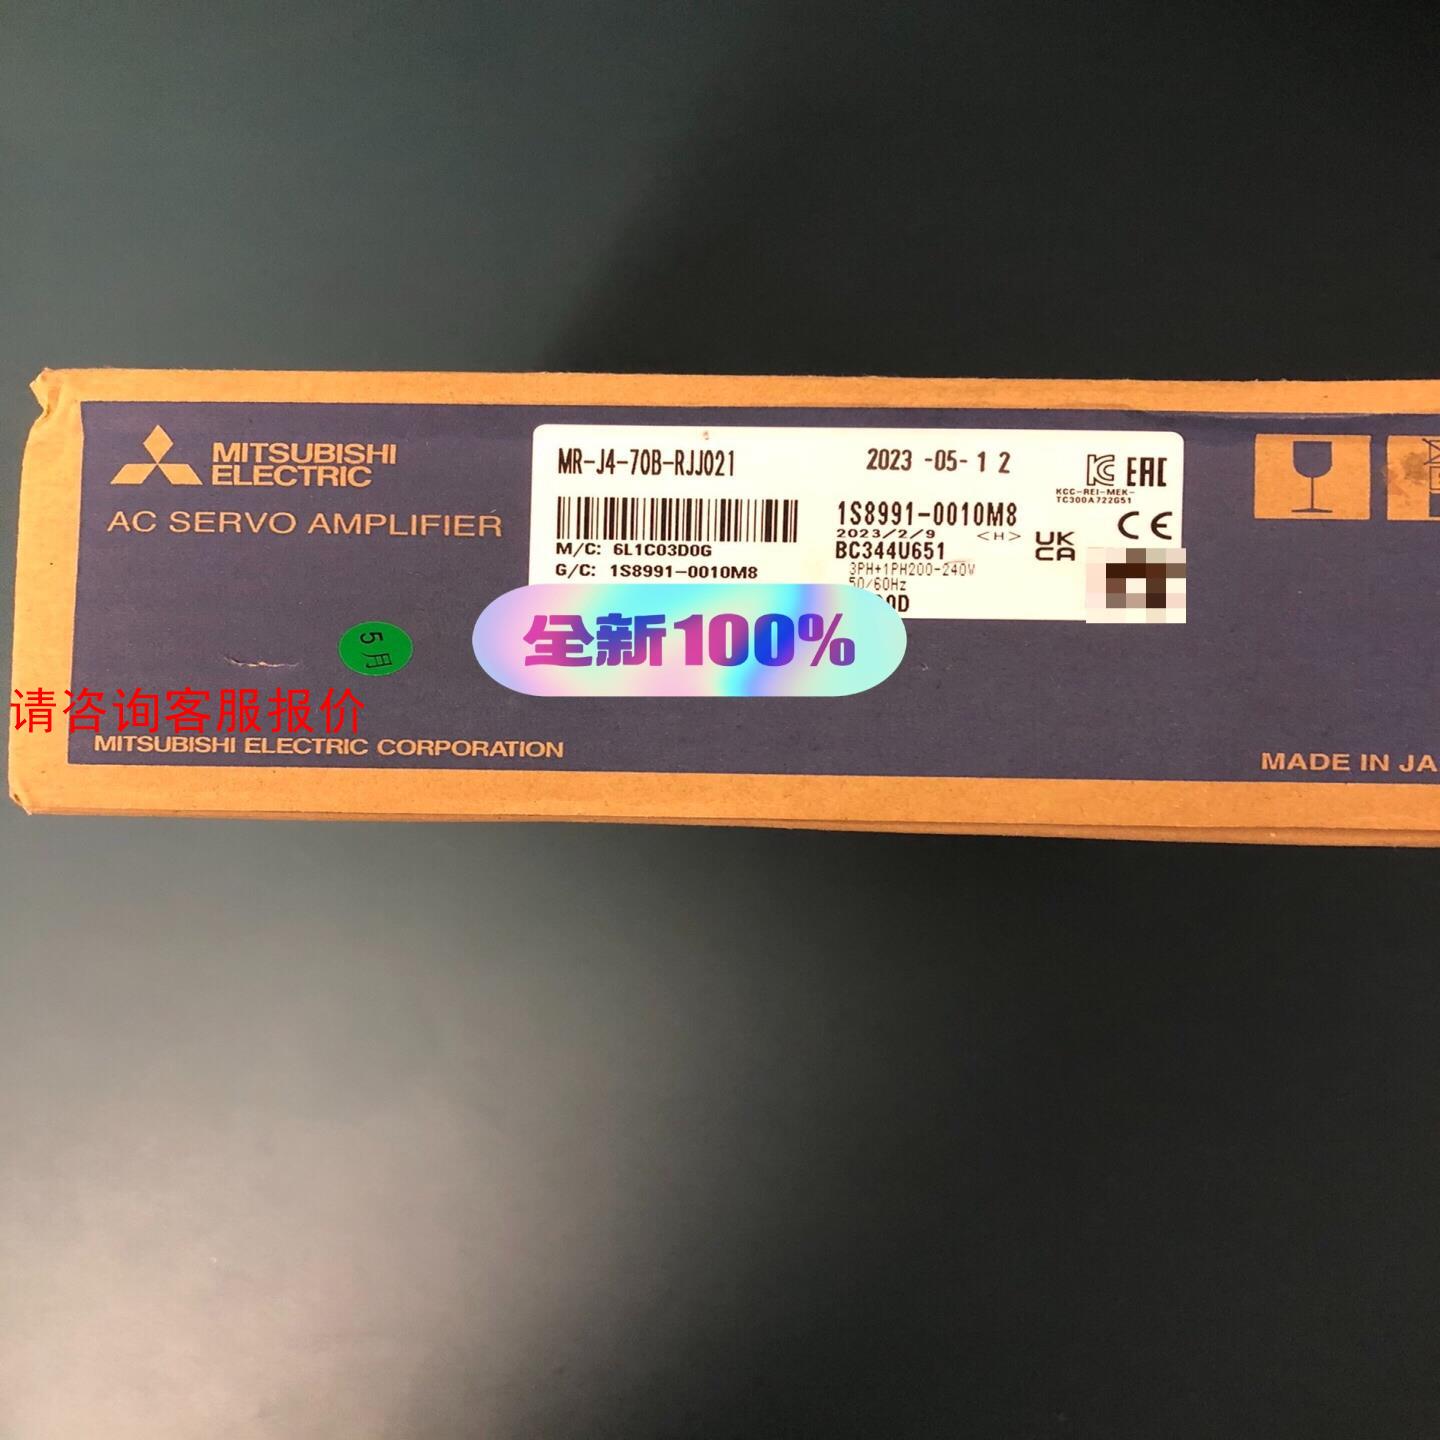 MITSUBISHI
ELECTRIC
AC SERVO AMPLIFIER
MR-J4-70B-RJJ021
2023 -05- 1 2
EAC
KCC-REI-MEK-
TC300A722G51
1S8991-0010M8
2023/2/9 <H>
CE
UK
CA
M/C: 6L1C03D0G
BC344U651
G/C: 1S8991-0010M8
3PH+1PH200-240V
50/60Hz
全新100%
5月
请咨询客服报价
MITSUBISHI ELECTRIC CORPORATION
MADE IN JA